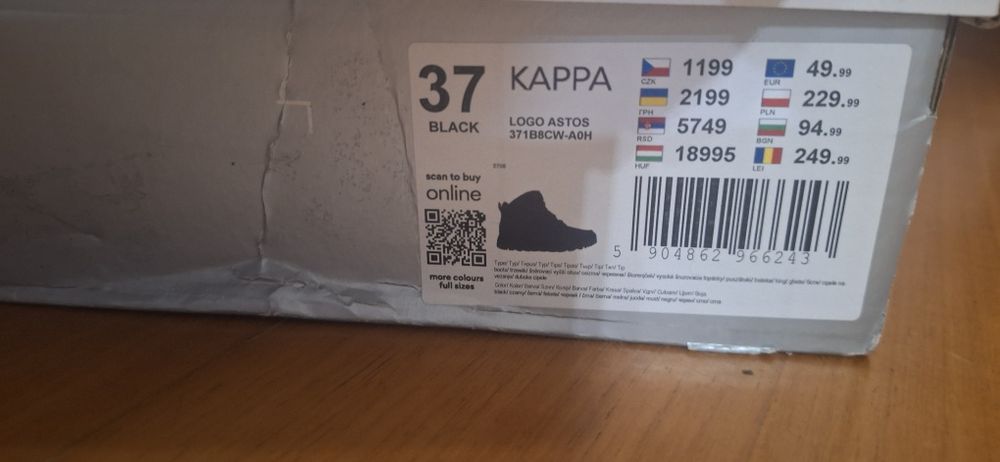 37
BLACK
KAPPA
LOGO ASTOS
371B8CW-A0H
CZK 1199
ГРН 2199
RSD 5749
HUF 18995
EUR 49.99
PLN 229.99
BGN 94.99
LEI 249.99
scan to buy
online
more colours
full sizes
5 904862 966243